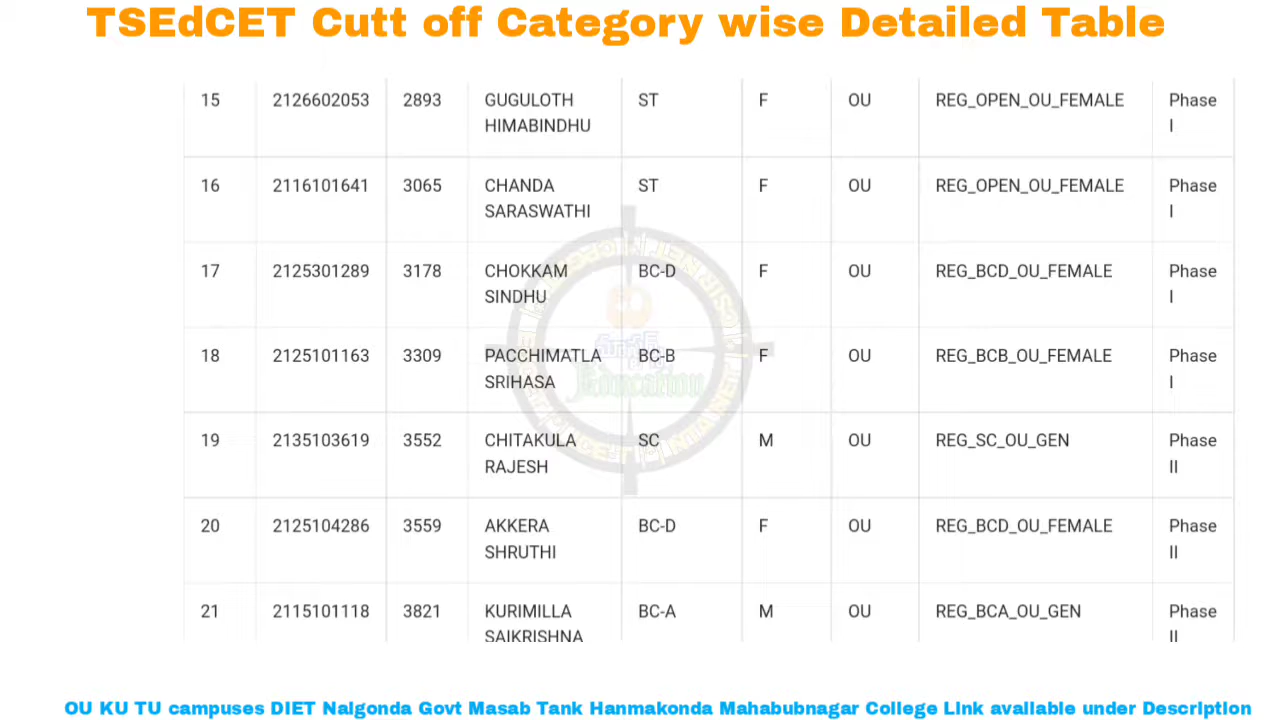 TSEdCET Cutt off Category wise Detailed Table
15 2126602053 2893 GUGULOTH ST F OU REG_OPEN_OU_FEMALE Phase
HIMABINDHU I
16 2116101641 3065 CHANDA ST F OU REG_OPEN_OU_FEMALE Phase
SARASWATHI I
17 2125301289 3178 CHOKKAM BC-D F OU REG_BCD_OU_FEMALE Phase
SINDHU I
18 2125101163 3309 PACCHIMATLA BC-B F OU REG_BCB_OU_FEMALE Phase
SRIHASA I
19 2135103619 3552 CHITAKULA SC M OU REG_SC_OU_GEN Phase
RAJESH II
20 2125104286 3559 AKKERA BC-D F OU REG_BCD_OU_FEMALE Phase
SHRUTHI II
21 2115101118 3821 KURIMILLA BC-A M OU REG_BCA_OU_GEN Phase
SAIKRISHNA II
Education
OU KU TU campuses DIET Nalgonda Govt Masab Tank Hanmakonda Mahabubnagar College Link available under Description